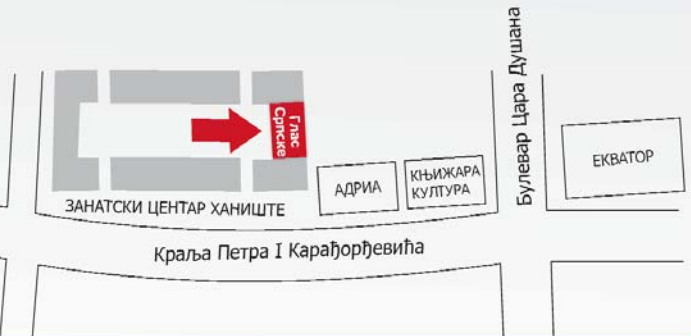 Булевар Цара Душана
Глас
Српске
ЕКВАТОР
АДРИА
КЊИЖАРА
КУЛТУРА
ЗАНАТСКИ ЦЕНТАР ХАНИШТЕ
Краља Петра I Карађорђевића